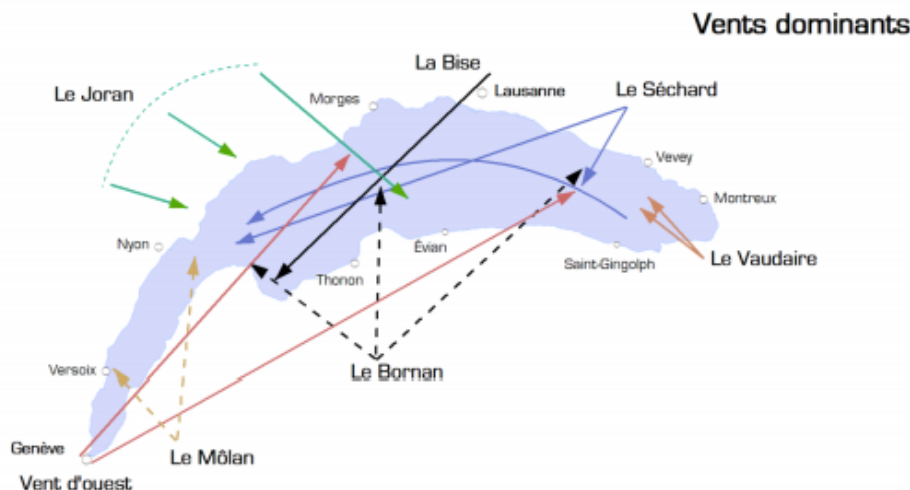 Vents dominants
La Bise
Le Joran
Lausanne
Le Séchard
Morges
Vevey
Montreux
Nyon
Évian
Saint-Gingolph
Le Vaudaire
Thonon
Versoix
Le Bornan
Genève
Le Môlan
Vent d'ouest